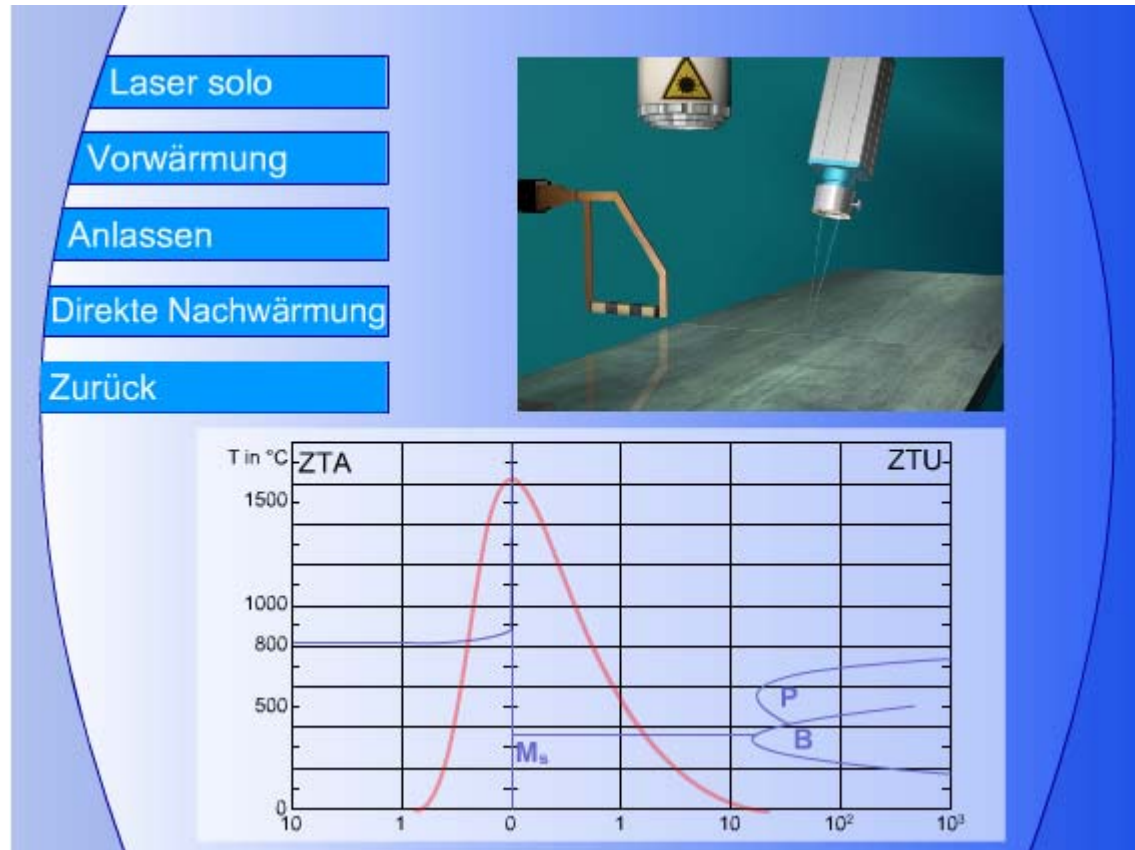 Laser solo
Vorwärmung
Anlassen
Direkte Nachwärmung
Zurück
T in °C
ZTA
ZTU
1500
1000
800
500
0
P
B
Mₛ
10 1 0 1 10 10² 10³